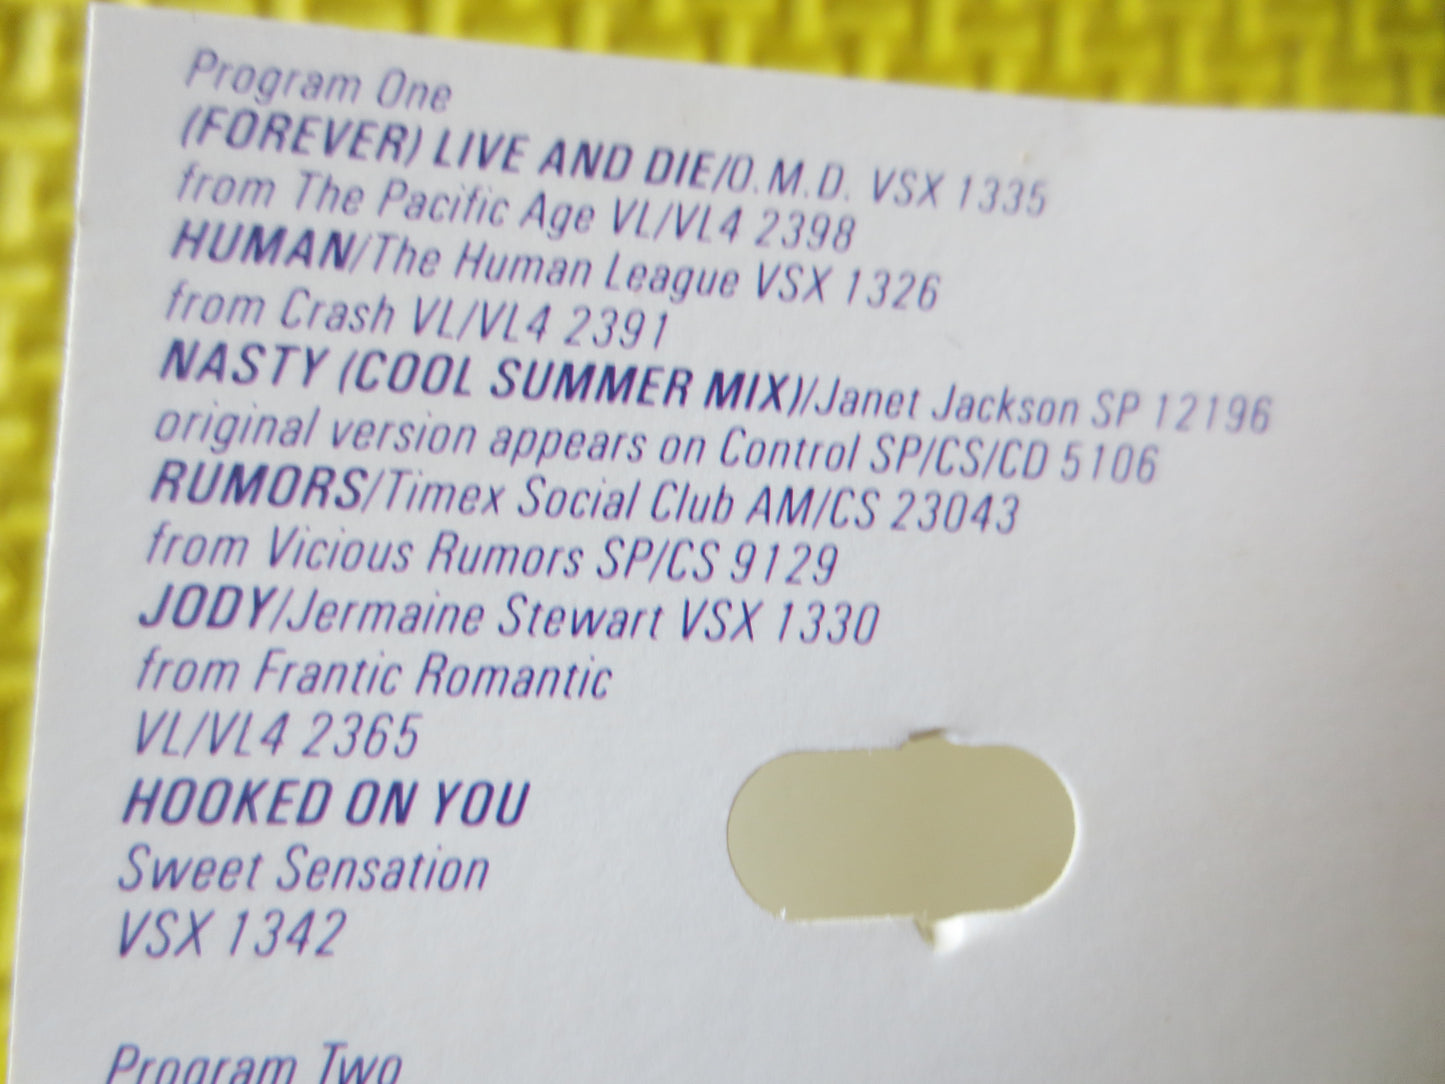 Program One
(FOREVER) LIVE AND DIE/O.M.D. VSX 1335
from The Pacific Age VL/VL4 2398
HUMAN/The Human League VSX 1326
from Crash VL/VL4 2391
NASTY (COOL SUMMER MIX)/Janet Jackson SP 12196
original version appears on Control SP/CS/CD 5106
RUMORS/Timex Social Club AM/CS 23043
from Vicious Rumors SP/CS 9129
JODY/Jermaine Stewart VSX 1330
from Frantic Romantic
VL/VL4 2365
HOOKED ON YOU
Sweet Sensation
VSX 1342
Program Two